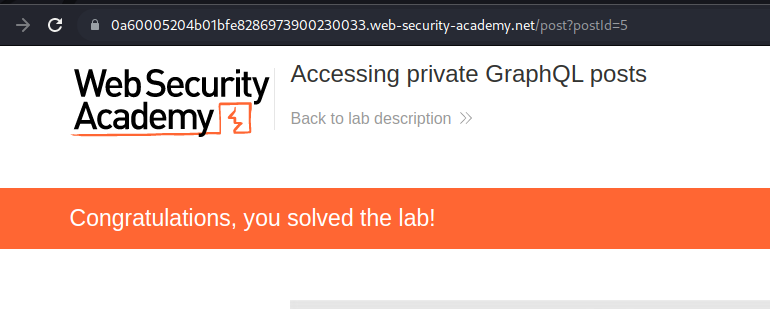 0a60005204b01bfe8286973900230033.web-security-academy.net/post?postId=5
Web Security
Academy
Accessing private GraphQL posts
Back to lab description
Congratulations, you solved the lab!